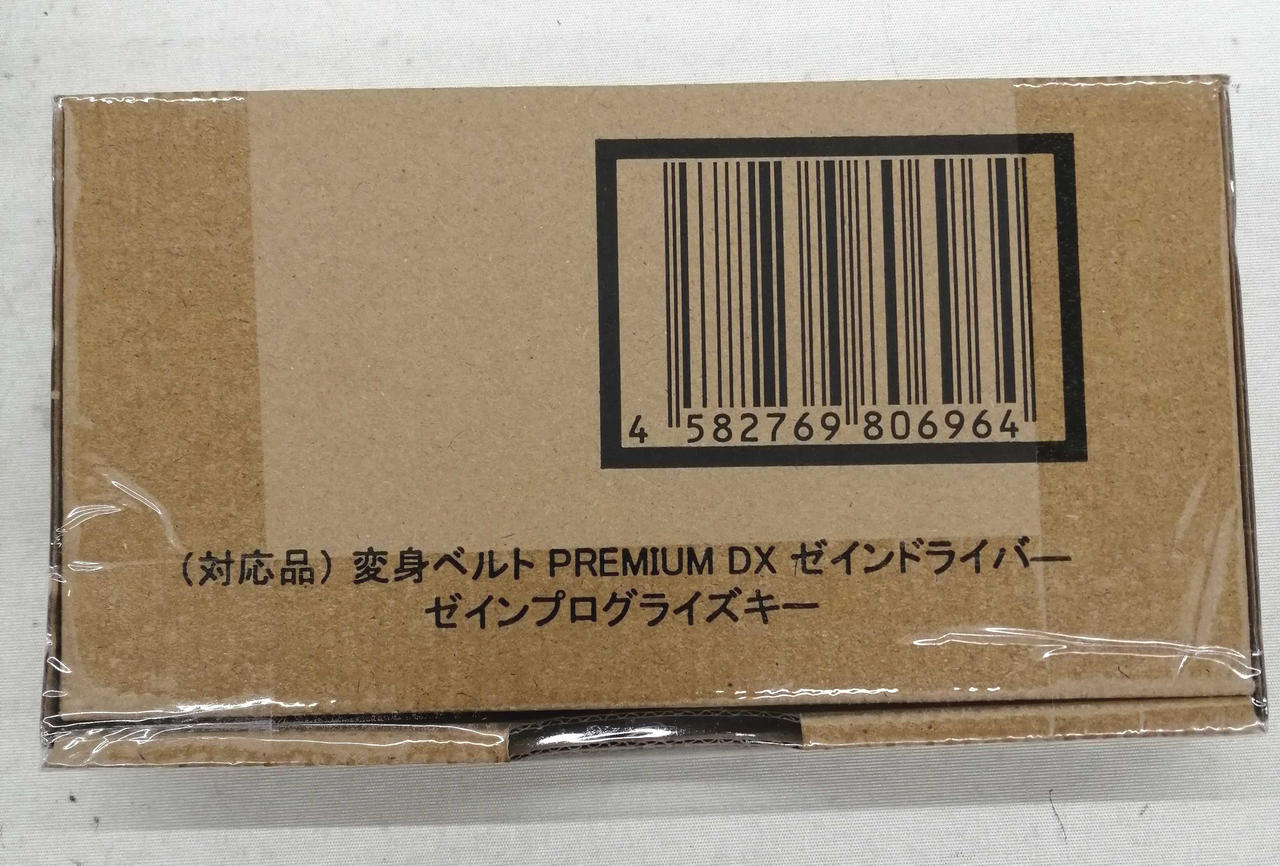 4 582769 806964
（対応品）変身ベルト PREMIUM DX ゼインドライバー
ゼインプログライズキー